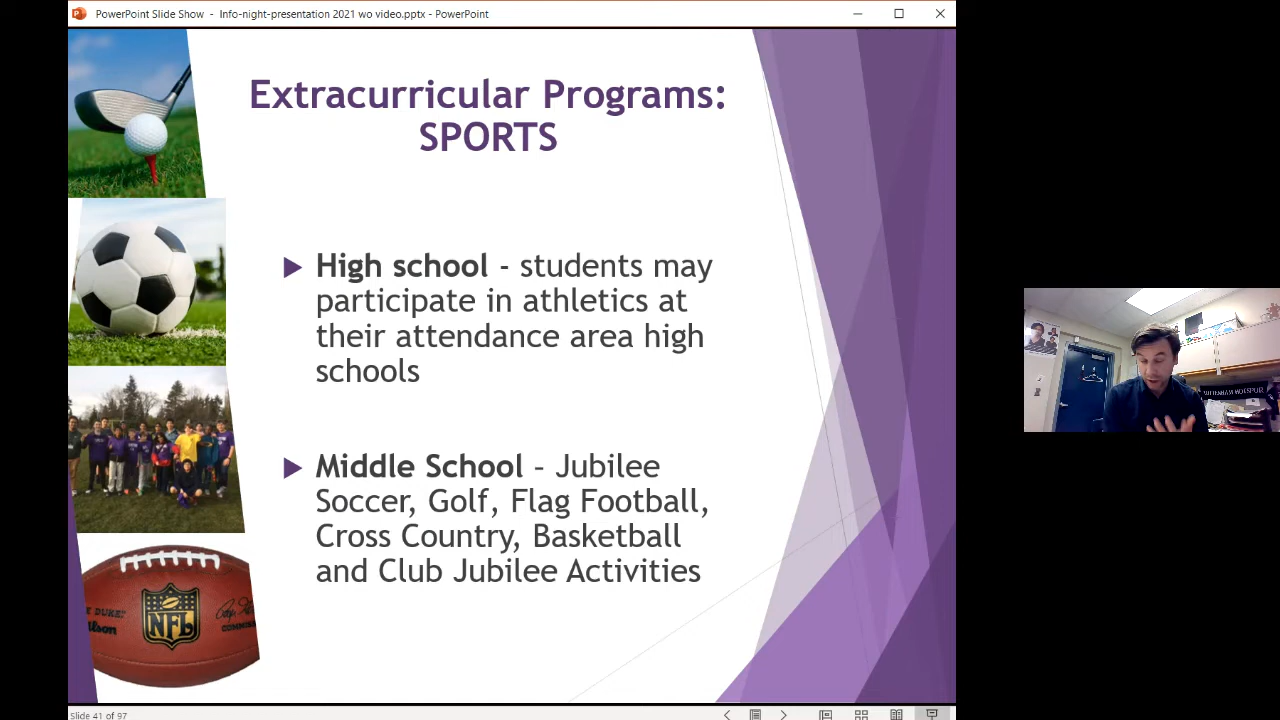 PowerPoint Slide Show - Info-night-presentation 2021 wo video.pptx - PowerPoint
Extracurricular Programs:
SPORTS
High school - students may
participate in athletics at
their attendance area high
schools
Middle School – Jubilee
Soccer, Golf, Flag Football,
Cross Country, Basketball
and Club Jubilee Activities
NFL
TOTTENHAM HOTSPUR
Slide 41 of 97